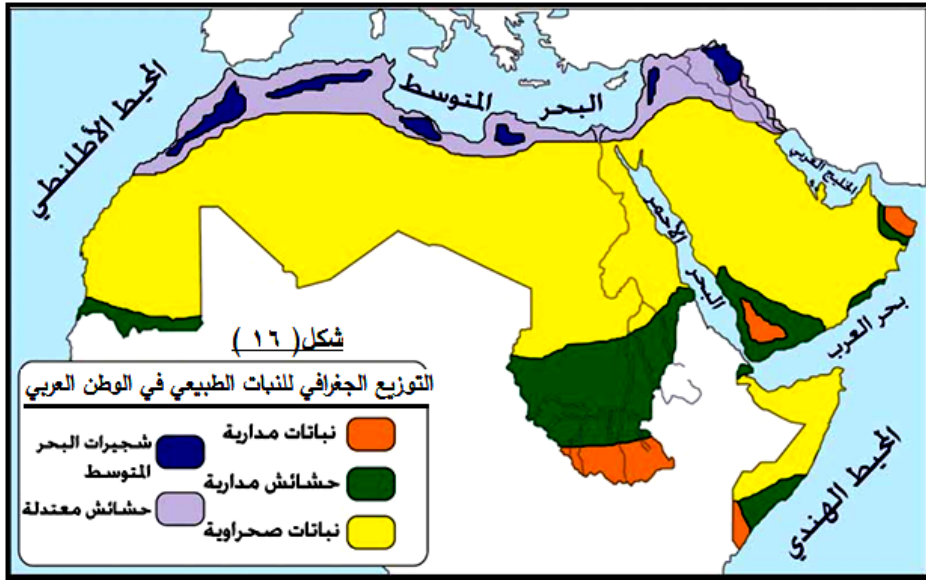 المحيط الأطلنطي
البحر المتوسط
الخليج العربي
البحر الأحمر
بحر العرب
المحيط الهندي
شكل( ١٦ )
التوزيع الجغرافي للنبات الطبيعي في الوطن العربي
نباتات مدارية
حشائش مدارية
نباتات صحراوية
شجيرات البحر
المتوسط
حشائش معتدلة